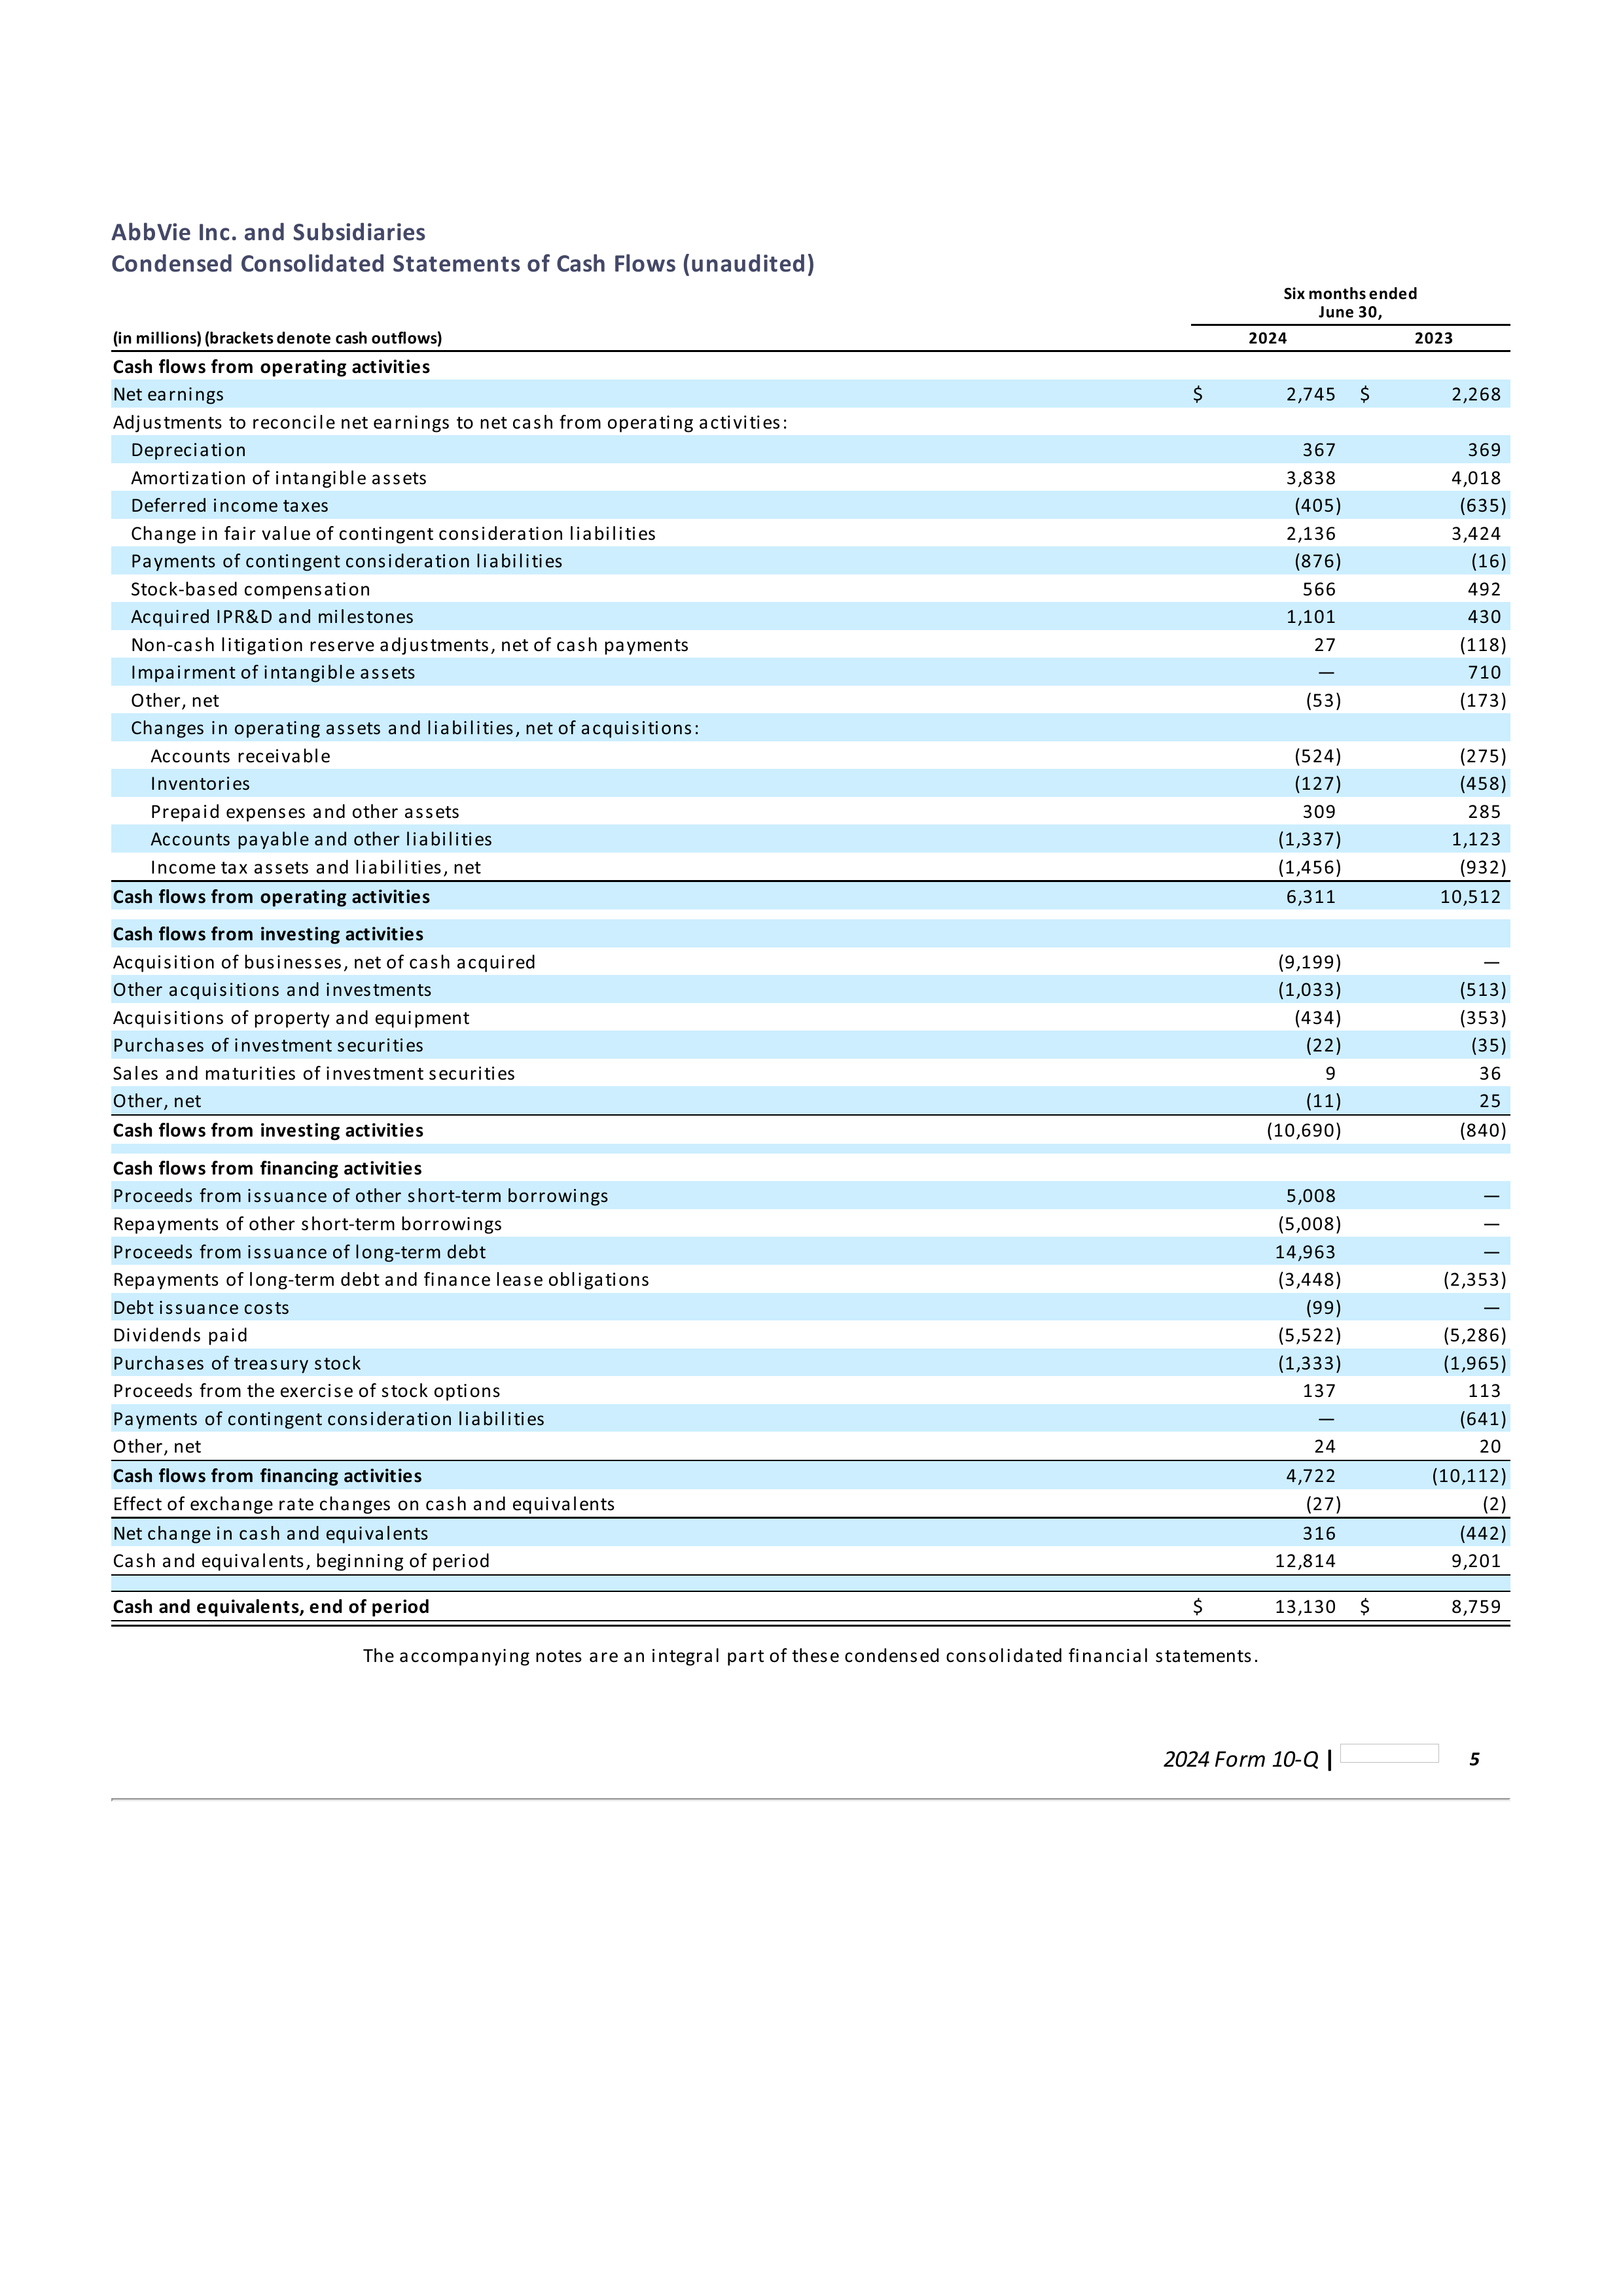 AbbVie Inc. and Subsidiaries
Condensed Consolidated Statements of Cash Flows (unaudited)
Six months ended
June 30,
(in millions) (brackets denote cash outflows) 2024 2023
Cash flows from operating activities
Net earnings $ 2,745 $ 2,268
Adjustments to reconcile net earnings to net cash from operating activities:
Depreciation 367 369
Amortization of intangible assets 3,838 4,018
Deferred income taxes (405) (635)
Change in fair value of contingent consideration liabilities 2,136 3,424
Payments of contingent consideration liabilities (876) (16)
Stock-based compensation 566 492
Acquired IPR&D and milestones 1,101 430
Non-cash litigation reserve adjustments, net of cash payments 27 (118)
Impairment of intangible assets — 710
Other, net (53) (173)
Changes in operating assets and liabilities, net of acquisitions:
Accounts receivable (524) (275)
Inventories (127) (458)
Prepaid expenses and other assets 309 285
Accounts payable and other liabilities (1,337) 1,123
Income tax assets and liabilities, net (1,456) (932)
Cash flows from operating activities 6,311 10,512
Cash flows from investing activities
Acquisition of businesses, net of cash acquired (9,199) —
Other acquisitions and investments (1,033) (513)
Acquisitions of property and equipment (434) (353)
Purchases of investment securities (22) (35)
Sales and maturities of investment securities 9 36
Other, net (11) 25
Cash flows from investing activities (10,690) (840)
Cash flows from financing activities
Proceeds from issuance of other short-term borrowings 5,008 —
Repayments of other short-term borrowings (5,008) —
Proceeds from issuance of long-term debt 14,963 —
Repayments of long-term debt and finance lease obligations (3,448) (2,353)
Debt issuance costs (99) —
Dividends paid (5,522) (5,286)
Purchases of treasury stock (1,333) (1,965)
Proceeds from the exercise of stock options 137 113
Payments of contingent consideration liabilities — (641)
Other, net 24 20
Cash flows from financing activities 4,722 (10,112)
Effect of exchange rate changes on cash and equivalents (27) (2)
Net change in cash and equivalents 316 (442)
Cash and equivalents, beginning of period 12,814 9,201
Cash and equivalents, end of period $ 13,130 $ 8,759
The accompanying notes are an integral part of these condensed consolidated financial statements.
2024 Form 10-Q | 5